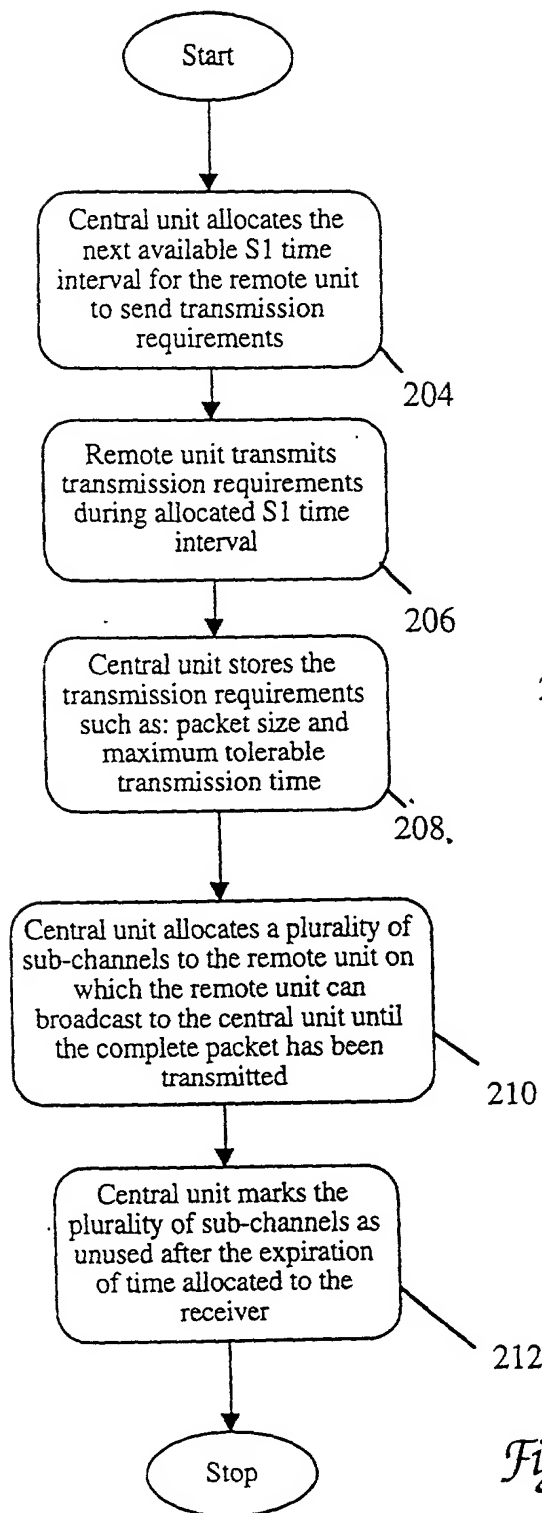 Start
Central unit allocates the
next available S1 time
interval for the remote unit
to send transmission
requirements
204
Remote unit transmits
transmission requirements
during allocated S1 time
interval
206
Central unit stores the
transmission requirements
such as: packet size and
maximum tolerable
transmission time
208
Central unit allocates a plurality of
sub-channels to the remote unit on
which the remote unit can
broadcast to the central unit until
the complete packet has been
transmitted
210
Central unit marks the
plurality of sub-channels as
unused after the expiration
of time allocated to the
receiver
212
Stop